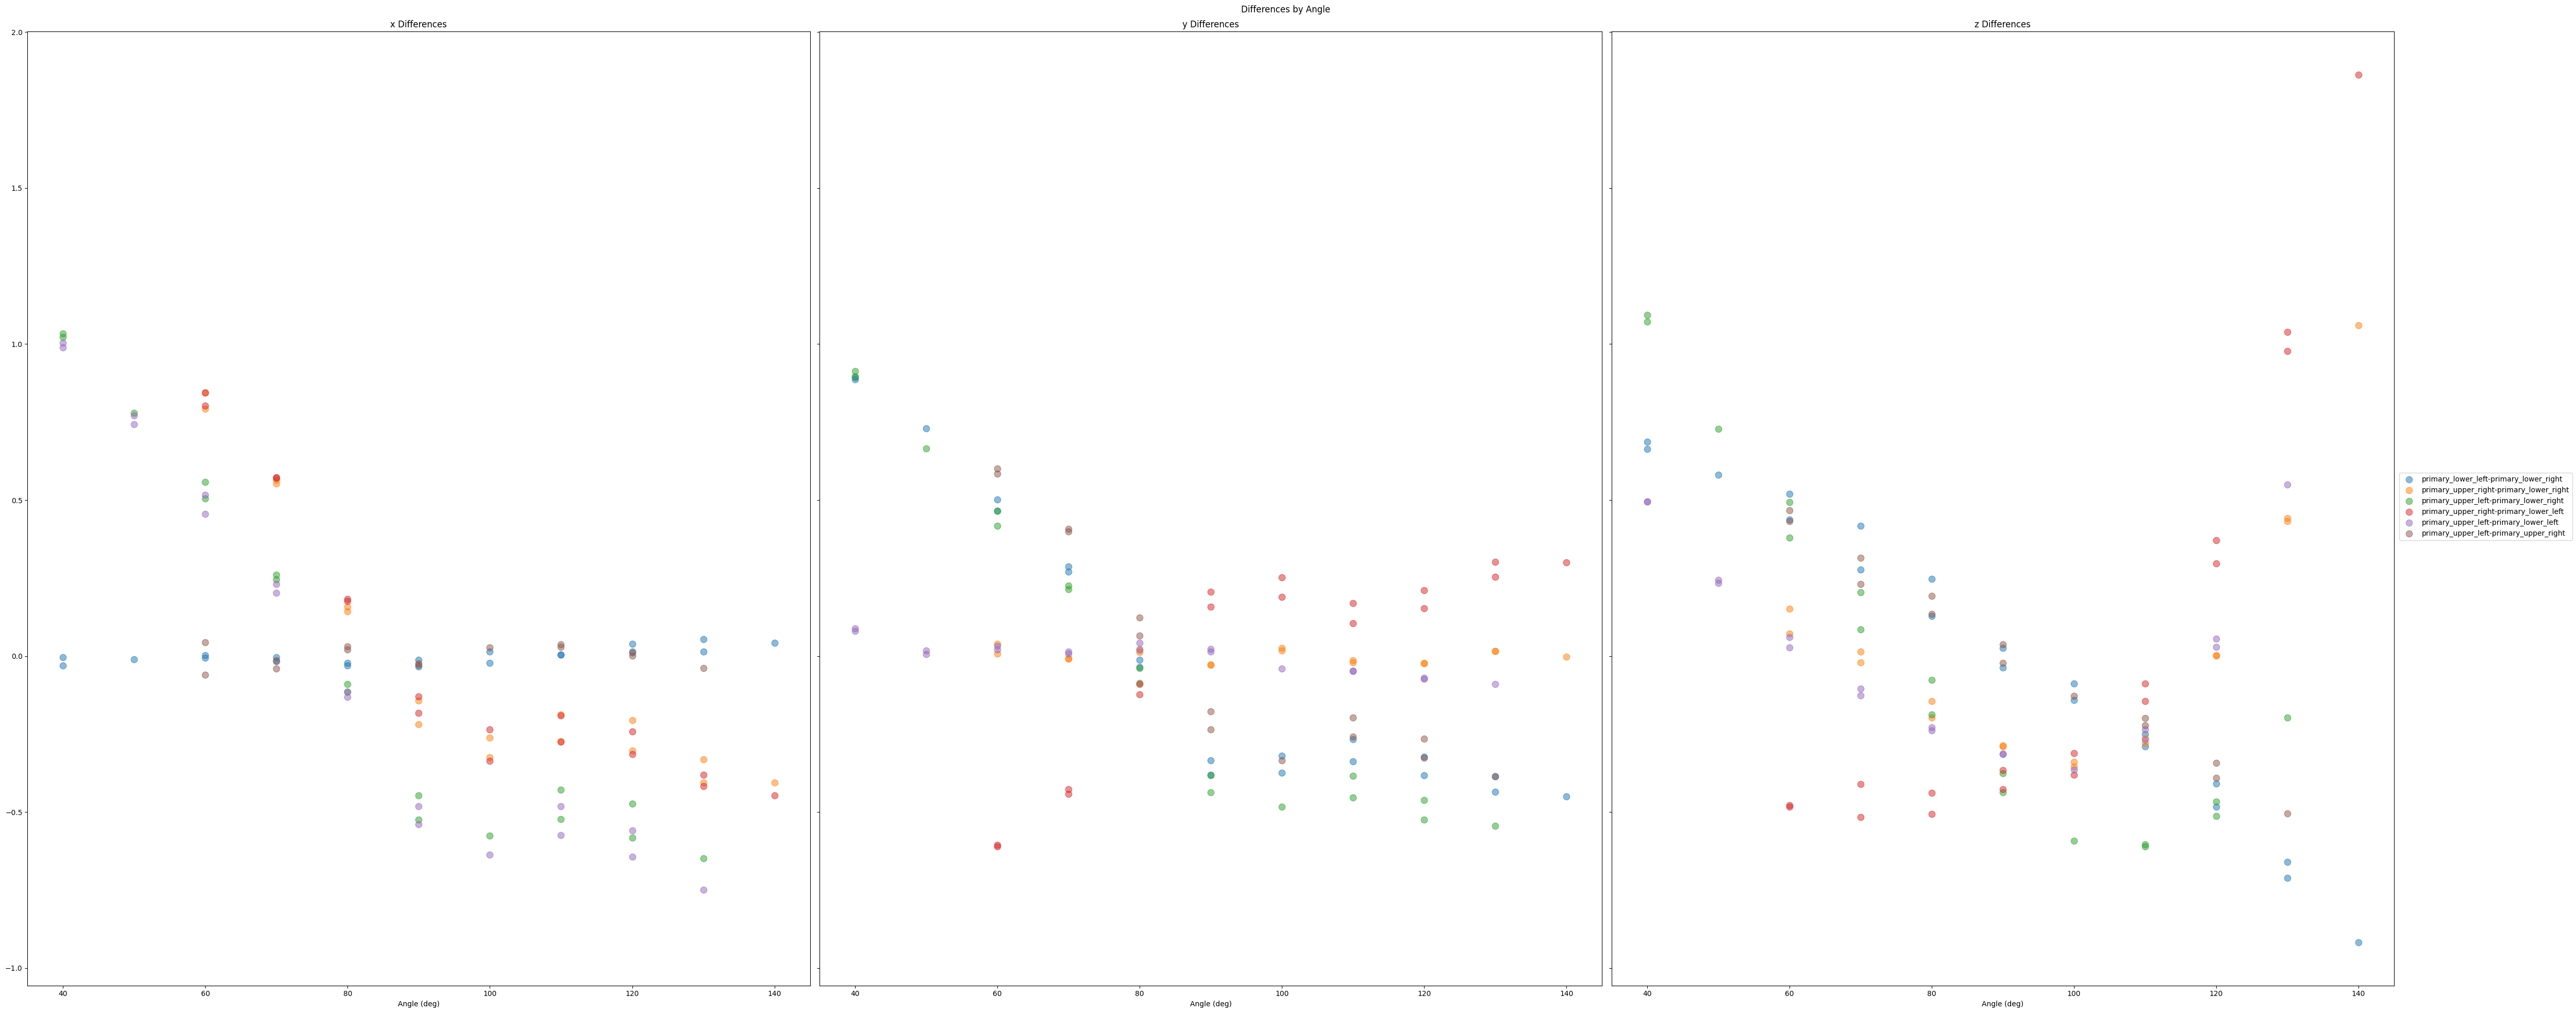 Differences by Angle
x Differences
y Differences
z Differences
2.0
1.5
1.0
0.5
0.0
−0.5
−1.0
40 60 80 100 120 140
40 60 80 100 120 140
40 60 80 100 120 140
Angle (deg)
Angle (deg)
Angle (deg)
primary_lower_left-primary_lower_right
primary_upper_right-primary_lower_right
primary_upper_left-primary_lower_right
primary_upper_right-primary_lower_left
primary_upper_left-primary_lower_left
primary_upper_left-primary_upper_right